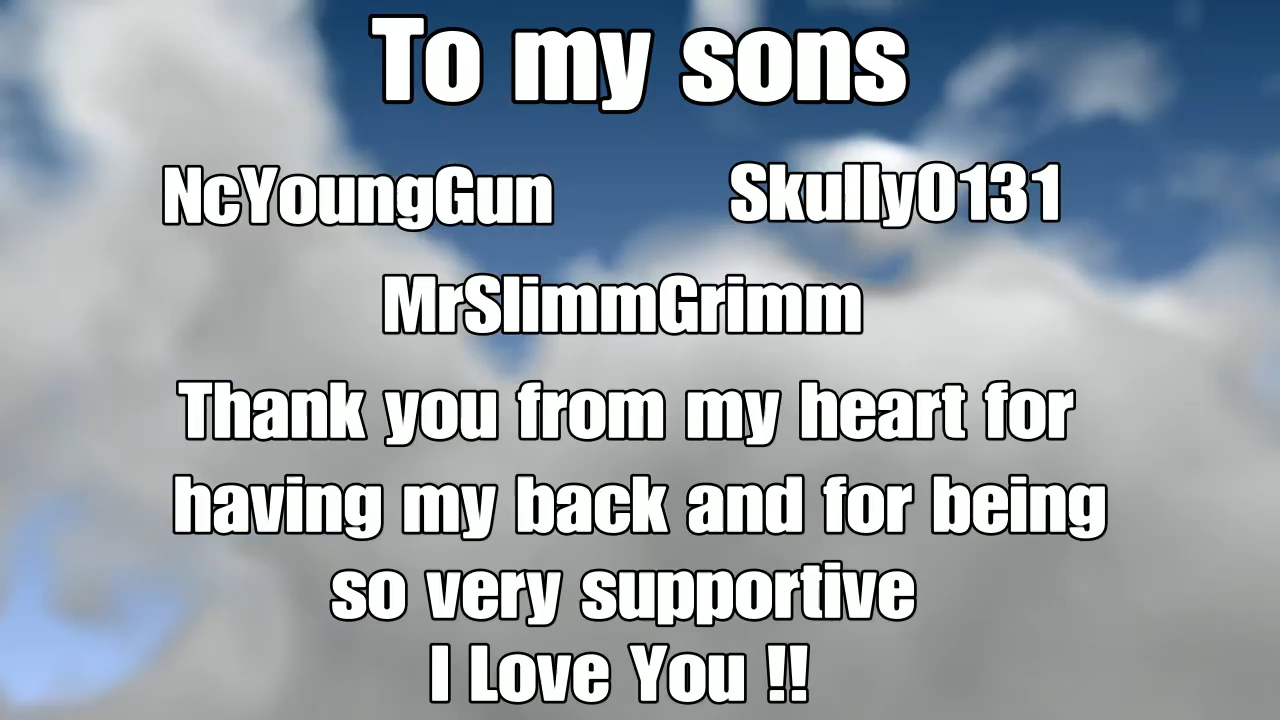 To my sons
NcYoungGun Skully0131
MrSlimmGrimm
Thank you from my heart for
having my back and for being
so very supportive
I Love You !!